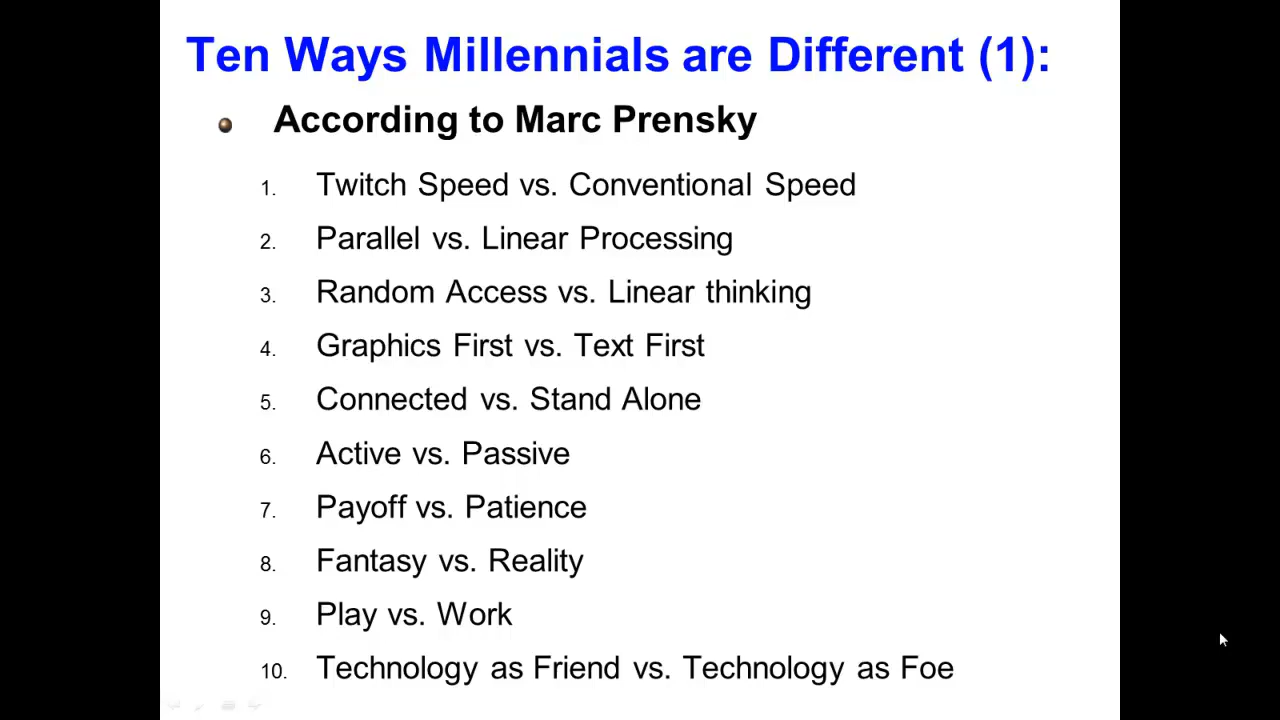 Ten Ways Millennials are Different (1):
According to Marc Prensky
1. Twitch Speed vs. Conventional Speed
2. Parallel vs. Linear Processing
3. Random Access vs. Linear thinking
4. Graphics First vs. Text First
5. Connected vs. Stand Alone
6. Active vs. Passive
7. Payoff vs. Patience
8. Fantasy vs. Reality
9. Play vs. Work
10. Technology as Friend vs. Technology as Foe